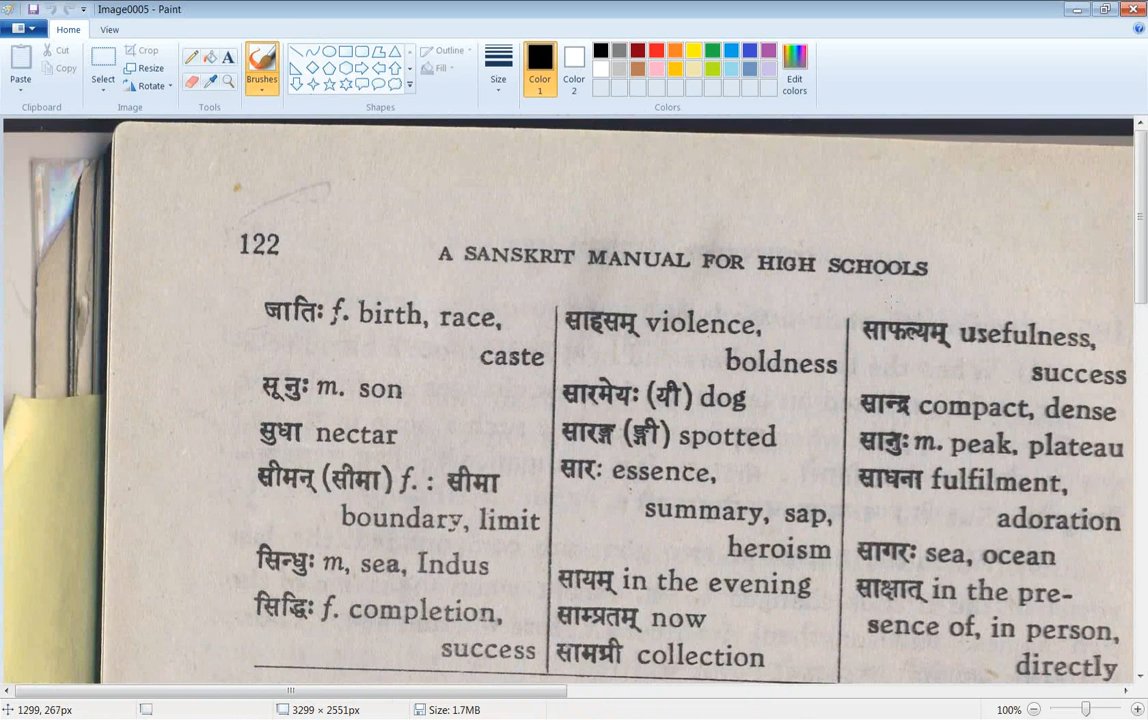 Image0005 - Paint
Home
View
Paste
Cut
Copy
Clipboard
Select
Crop
Resize
Rotate
Image
Tools
Brushes
Shapes
Outline
Fill
Size
Color 1
Color 2
Edit colors
Colors
122
A SANSKRIT MANUAL FOR HIGH SCHOOLS
जातिः f. birth, race,
caste
सूनुः m. son
सुधा nectar
सीमन् (सीमा) f. : सीमा
boundary, limit
सिन्धुः m, sea, Indus
सिद्धिः f. completion,
success
साहसम् violence,
boldness
सारमेयः (यी) dog
सारङ्ग (ङ्गी) spotted
सारः essence,
summary, sap,
heroism
सायम् in the evening
साम्प्रतम् now
सामग्री collection
साफल्यम् usefulness,
success
सान्द्र compact, dense
सानुः m. peak, plateau
साधना fulfilment,
adoration
सागरः sea, ocean
साक्षात् in the pre-
sence of, in person,
directly
1299, 267px
3299 × 2551px
Size: 1.7MB
100%